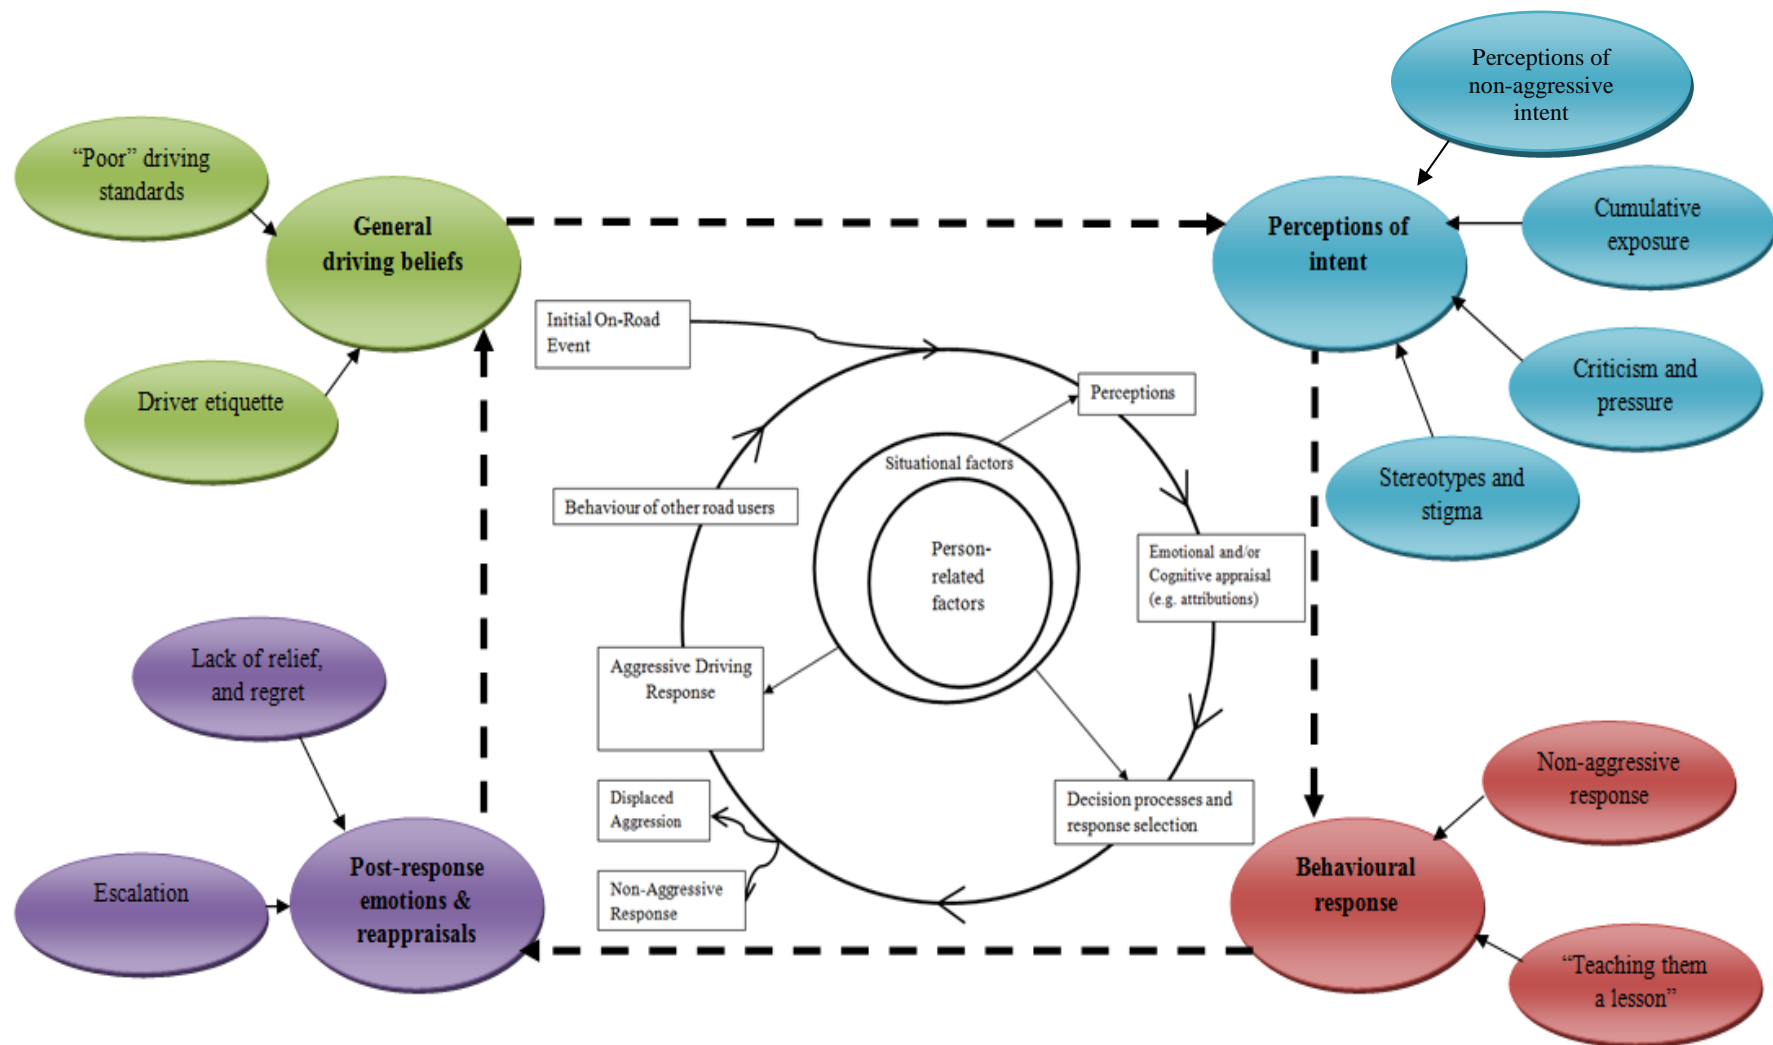 Perceptions of
non-aggressive
intent
“Poor” driving
standards
General
driving beliefs
Perceptions of
intent
Cumulative
exposure
Initial On-Road
Event
Driver etiquette
Perceptions
Criticism and
pressure
Situational factors
Stereotypes and
stigma
Behaviour of other road users
Person-
related
factors
Emotional and/or
Cognitive appraisal
(e.g. attributions)
Lack of relief,
and regret
Aggressive Driving
Response
Displaced
Aggression
Decision processes and
response selection
Non-aggressive
response
Escalation
Post-response
emotions &
reappraisals
Non-Aggressive
Response
Behavioural
response
“Teaching them
a lesson”